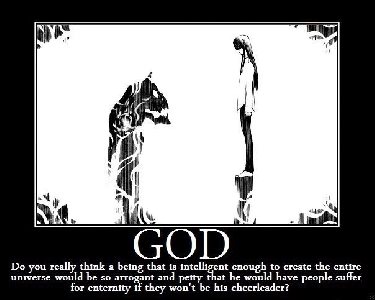 GOD
Do you really think a being that is intelligent enough to create the entire
universe would be so arrogant and petty that he would have people suffer
for enternity if they won't be his cheerleader?